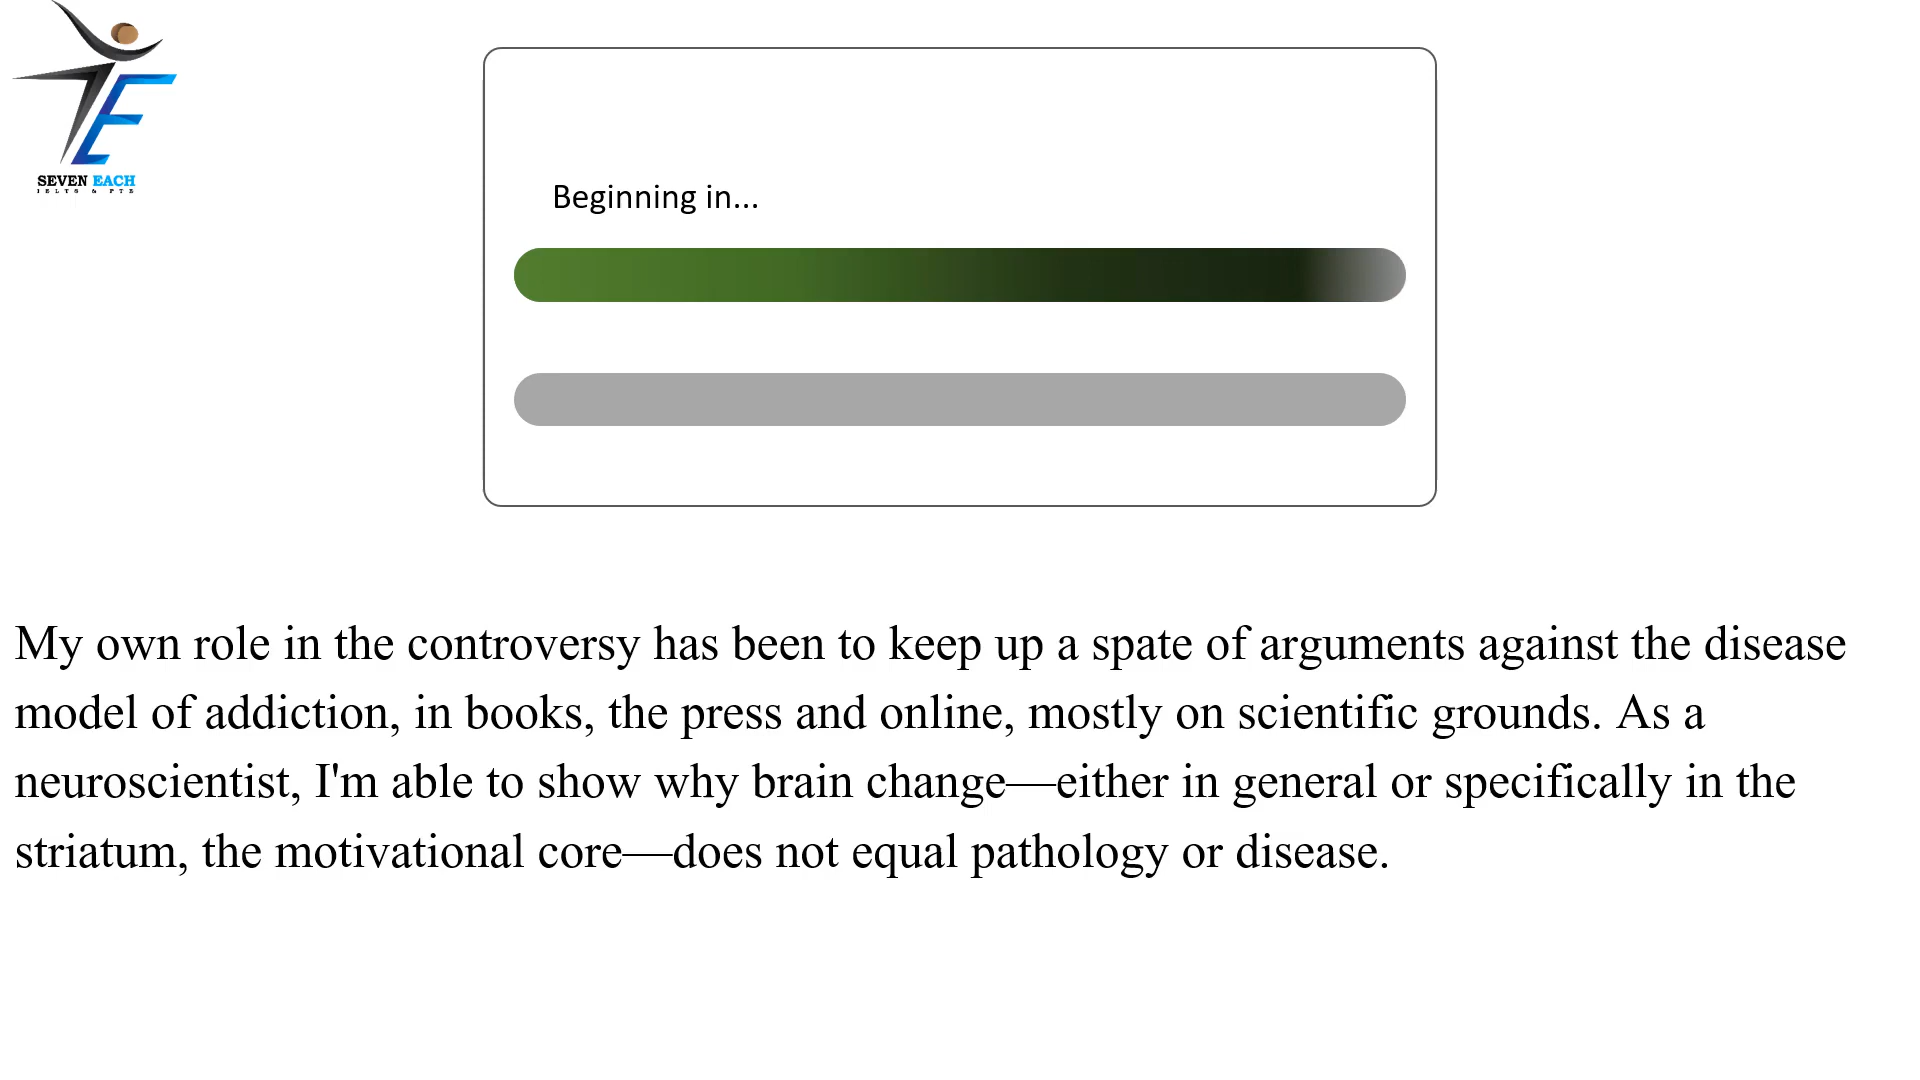 SEVEN EACH
IELTS & PTE
Beginning in...
My own role in the controversy has been to keep up a spate of arguments against the disease
model of addiction, in books, the press and online, mostly on scientific grounds. As a
neuroscientist, I'm able to show why brain change—either in general or specifically in the
striatum, the motivational core—does not equal pathology or disease.